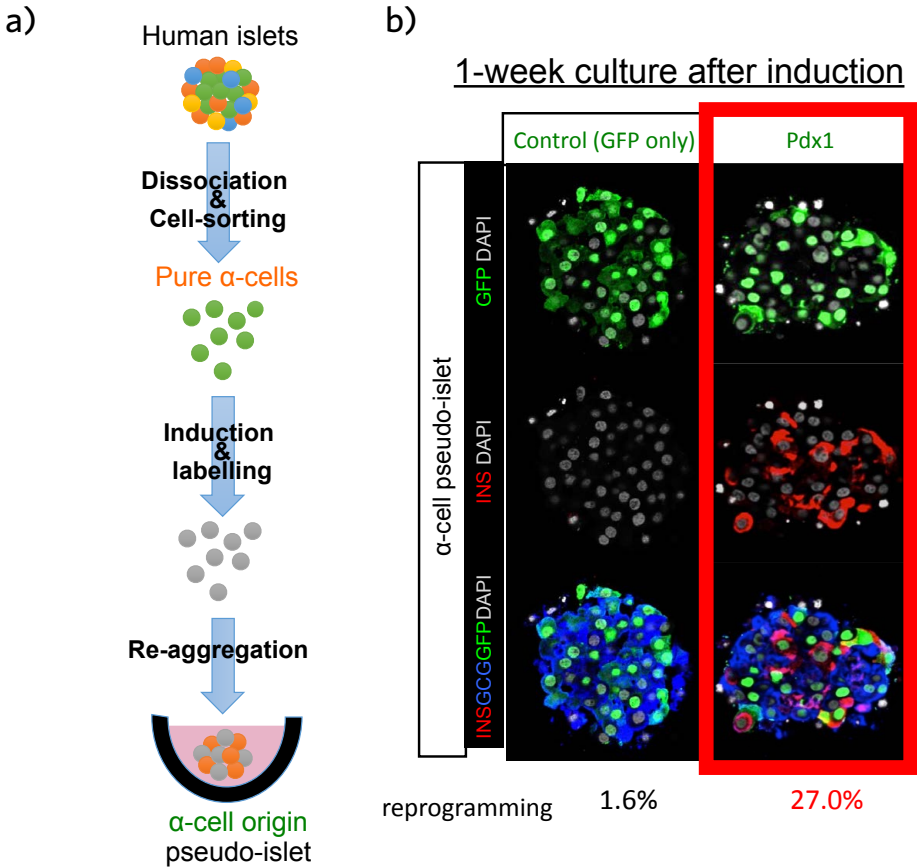 a)
Human islets
Dissociation
&
Cell-sorting
Pure α-cells
Induction
&
labelling
Re-aggregation
α-cell origin
pseudo-islet
b)
1-week culture after induction
Control (GFP only)
Pdx1
α-cell pseudo-islet
GFP DAPI
INS DAPI
INSGCGGFPDAPI
reprogramming
1.6%
27.0%